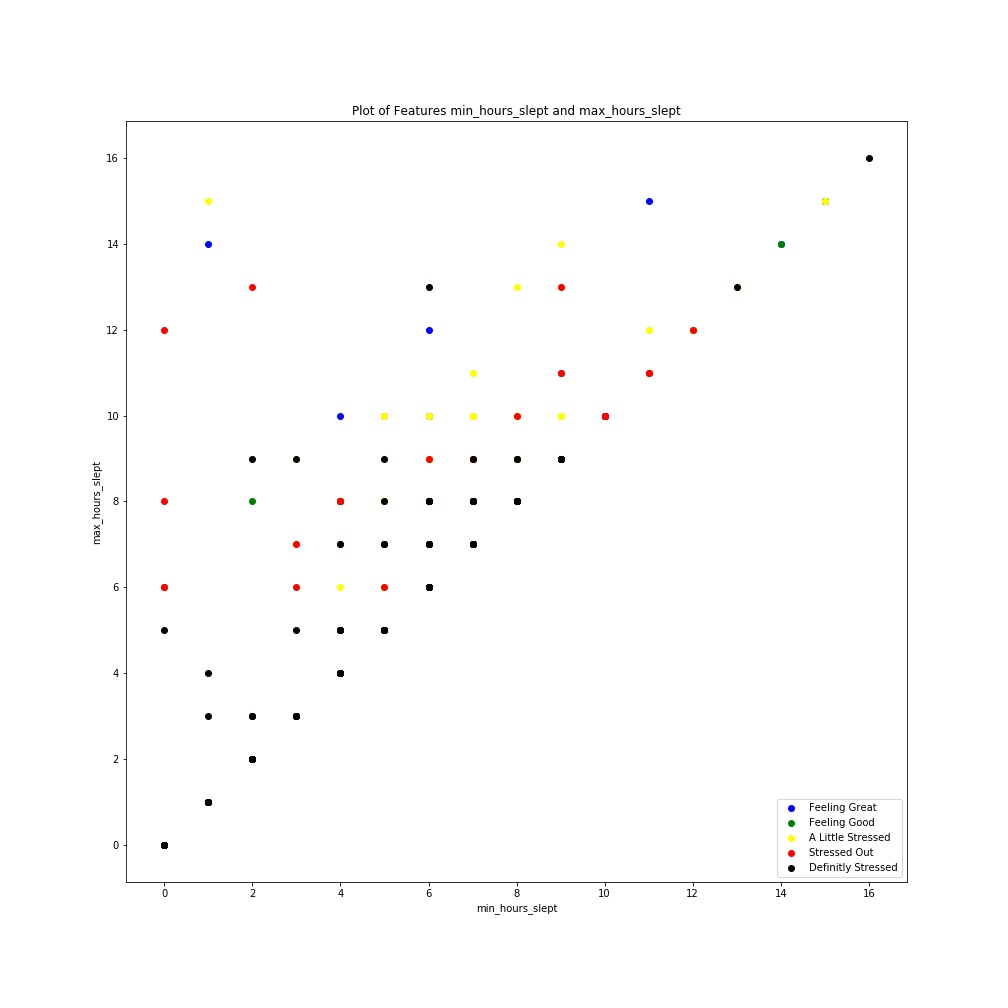 Plot of Features min_hours_slept and max_hours_slept
16
14
12
10
8
6
4
2
0
max_hours_slept
0 2 4 6 8 10 12 14 16
min_hours_slept
Feeling Great
Feeling Good
A Little Stressed
Stressed Out
Definitly Stressed